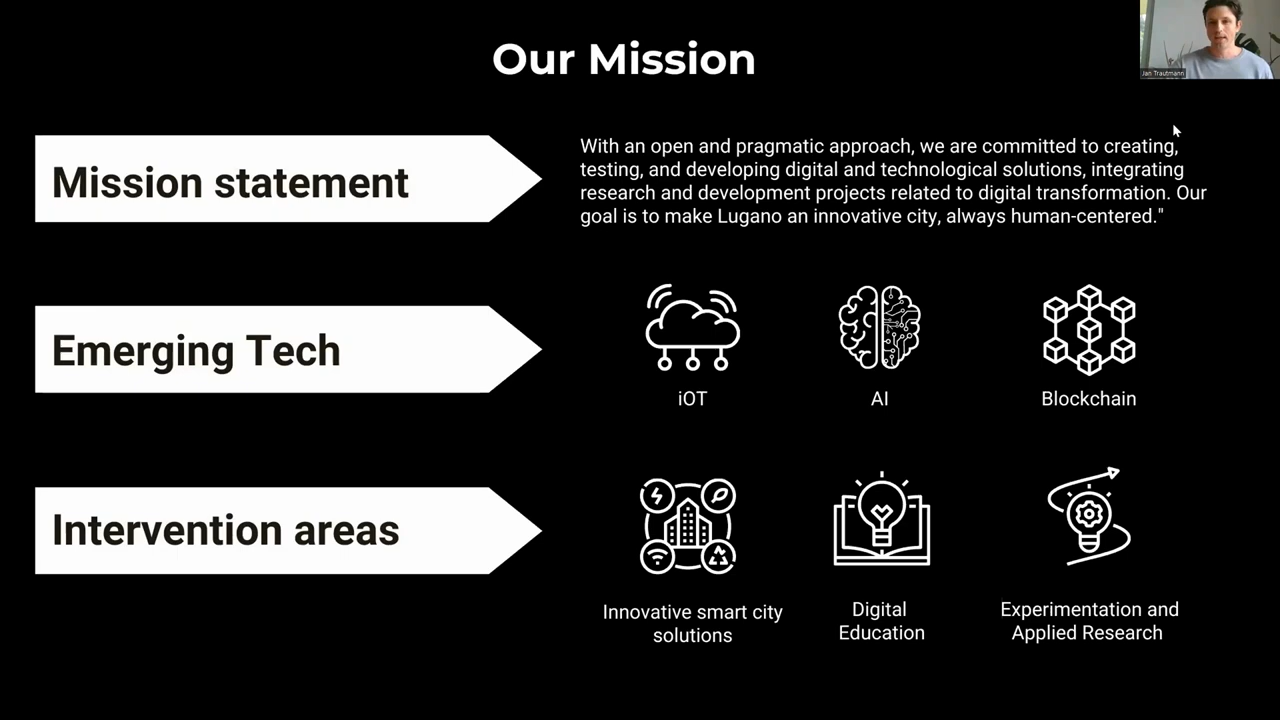 Our Mission
Jan Trautmann
Mission statement
With an open and pragmatic approach, we are committed to creating,
testing, and developing digital and technological solutions, integrating
research and development projects related to digital transformation. Our
goal is to make Lugano an innovative city, always human-centered."
Emerging Tech
iOT
AI
Blockchain
Intervention areas
Innovative smart city
solutions
Digital
Education
Experimentation and
Applied Research